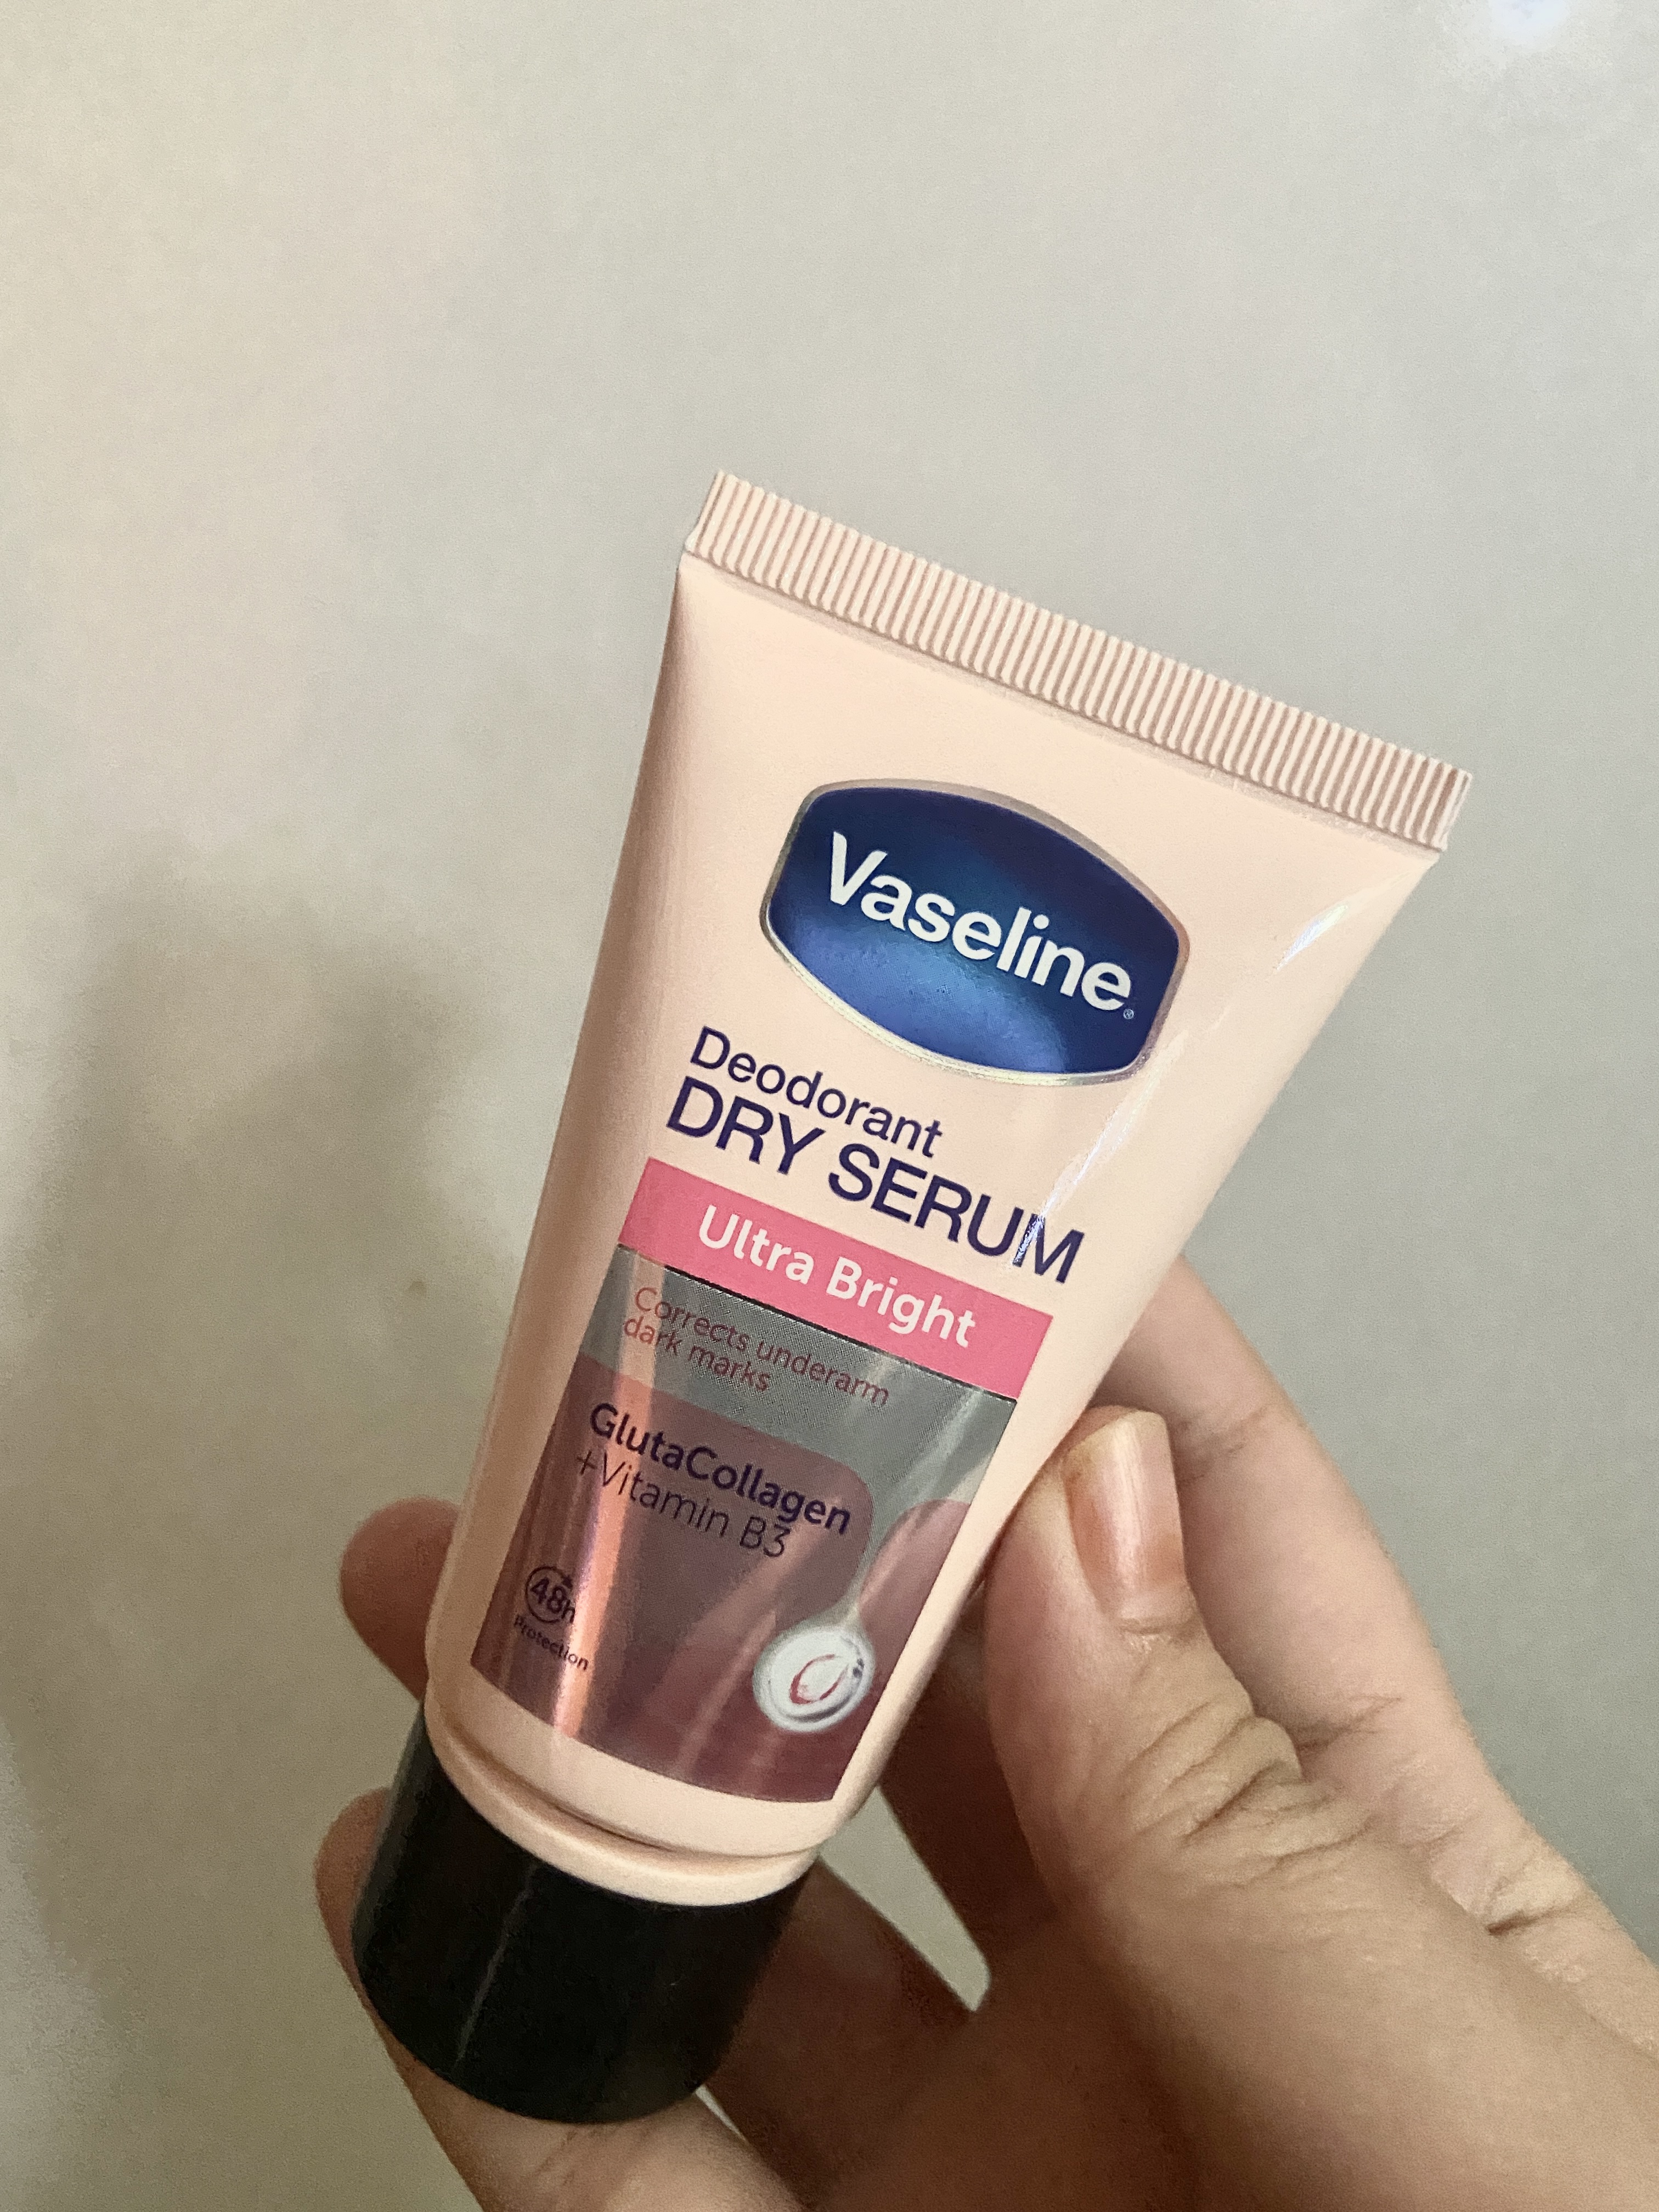 Vaseline®
Deodorant
DRY SERUM
Ultra Bright
Corrects underarm
dark marks
GlutaCollagen
+Vitamin B3
48h
Protection